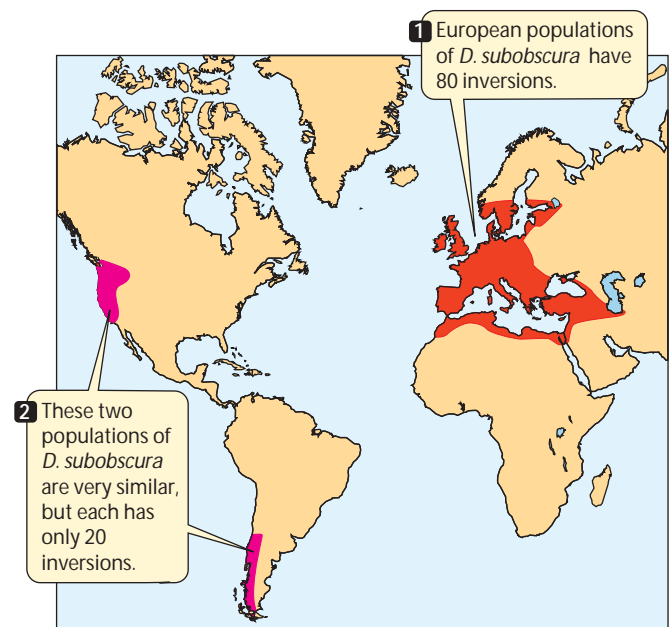 1 European populations
of D. subobscura have
80 inversions.
2 These two
populations of
D. subobscura
are very similar,
but each has
only 20
inversions.